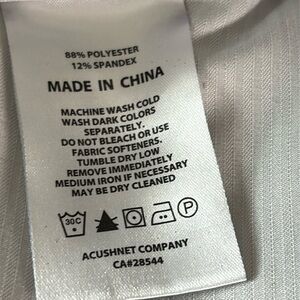 88% POLYESTER
12% SPANDEX
MADE IN CHINA
MACHINE WASH COLD
WASH DARK COLORS
SEPARATELY.
DO NOT BLEACH OR USE
FABRIC SOFTENERS.
TUMBLE DRY LOW
REMOVE IMMEDIATELY
MEDIUM IRON IF NECESSARY
MAY BE DRY CLEANED
30C P
ACUSHNET COMPANY
CA#28544